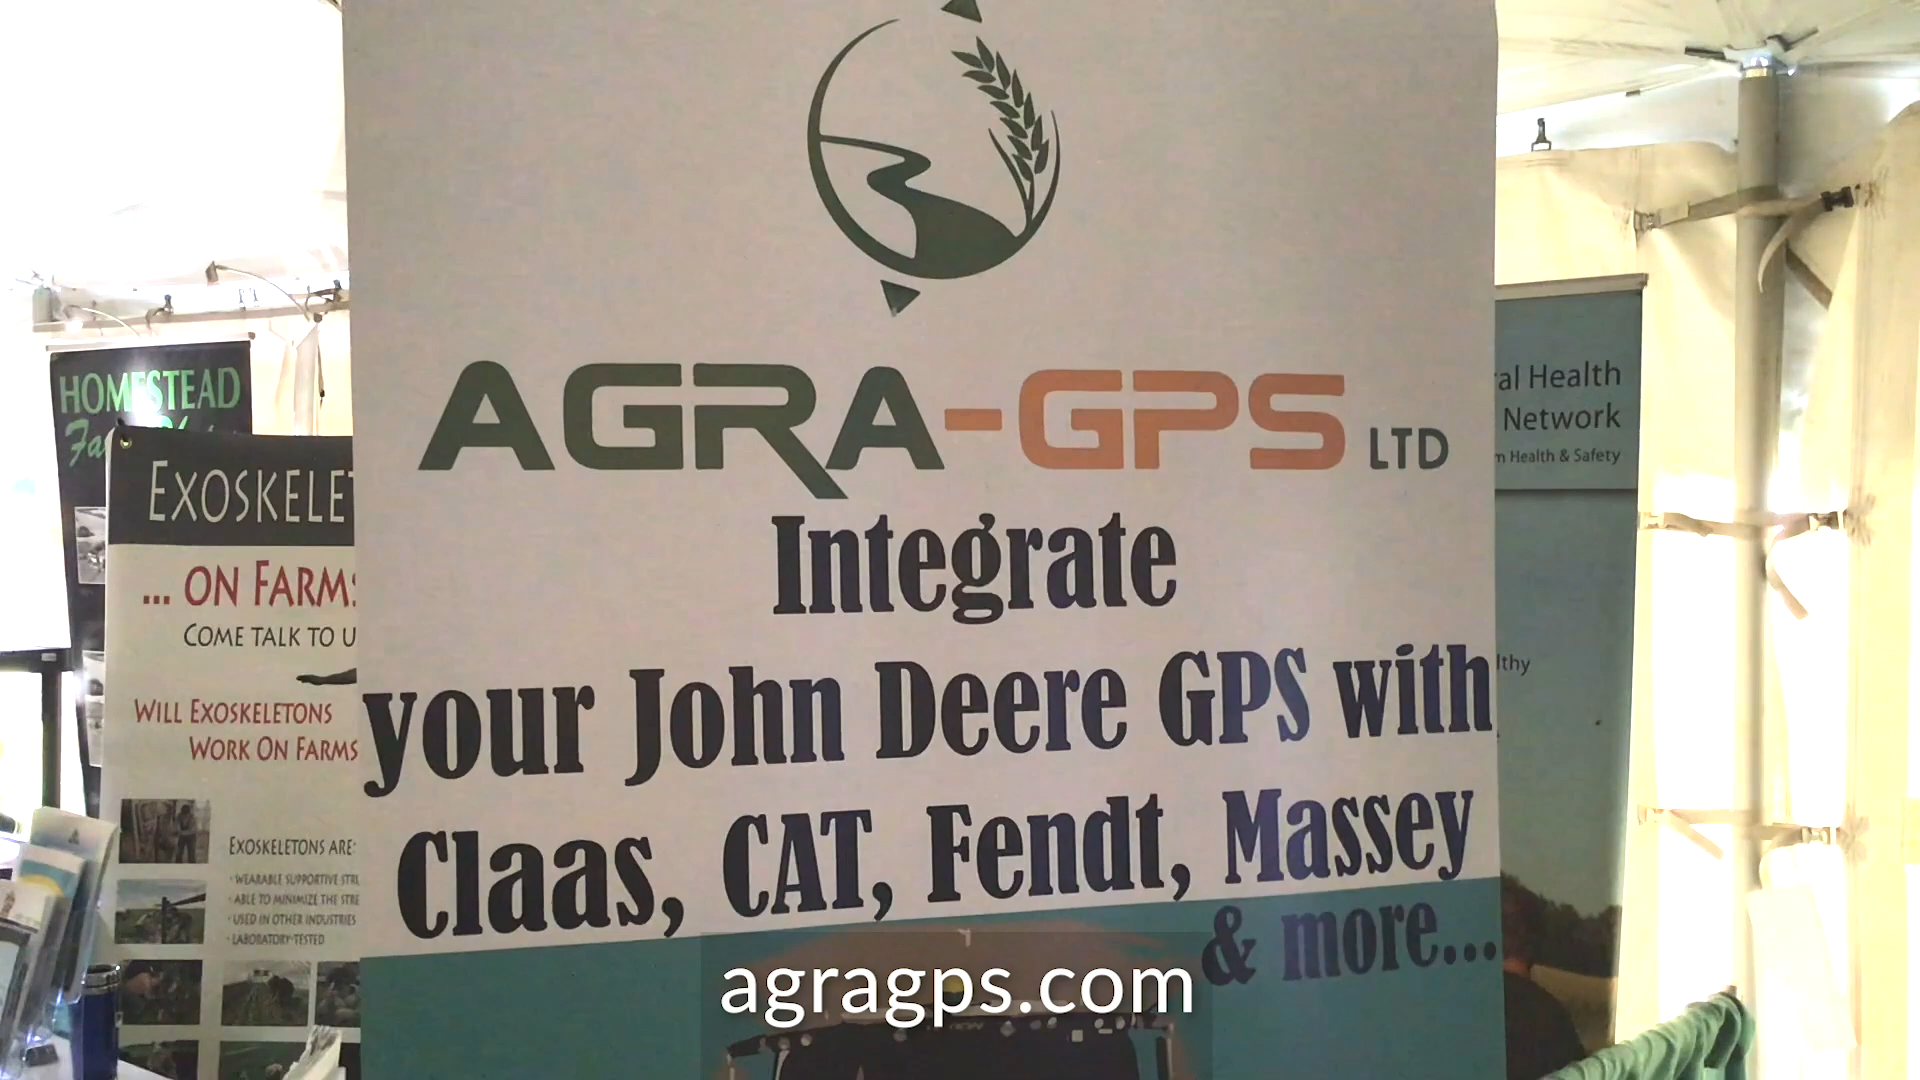 AGRA-GPS LTD
Integrate
your John Deere GPS with
Claas, CAT, Fendt, Massey
& more...
agragps.com
HOMESTEAD
EXOSKELET
... ON FARMS
COME TALK TO U
WILL EXOSKELETONS
WORK ON FARMS
EXOSKELETONS ARE:
· WEARABLE SUPPORTIVE STR
· ABLE TO MINIMIZE THE STRE
· USED IN OTHER INDUSTRIES
· LABORATORY-TESTED
al Health
Network
Health & Safety
lthy